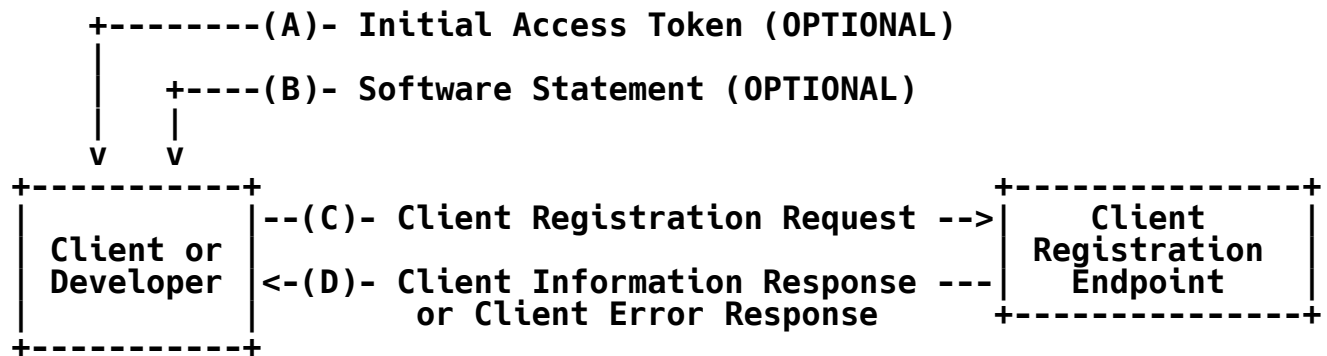 +--------(A)- Initial Access Token (OPTIONAL)
|
|   +----(B)- Software Statement (OPTIONAL)
|   |
v   v
+-----------+                                      +---------------+
|           |--(C)- Client Registration Request -->|    Client     |
| Client or |                                      | Registration  |
| Developer |<-(D)- Client Information Response ---|   Endpoint    |
|           |        or Client Error Response      +---------------+
+-----------+